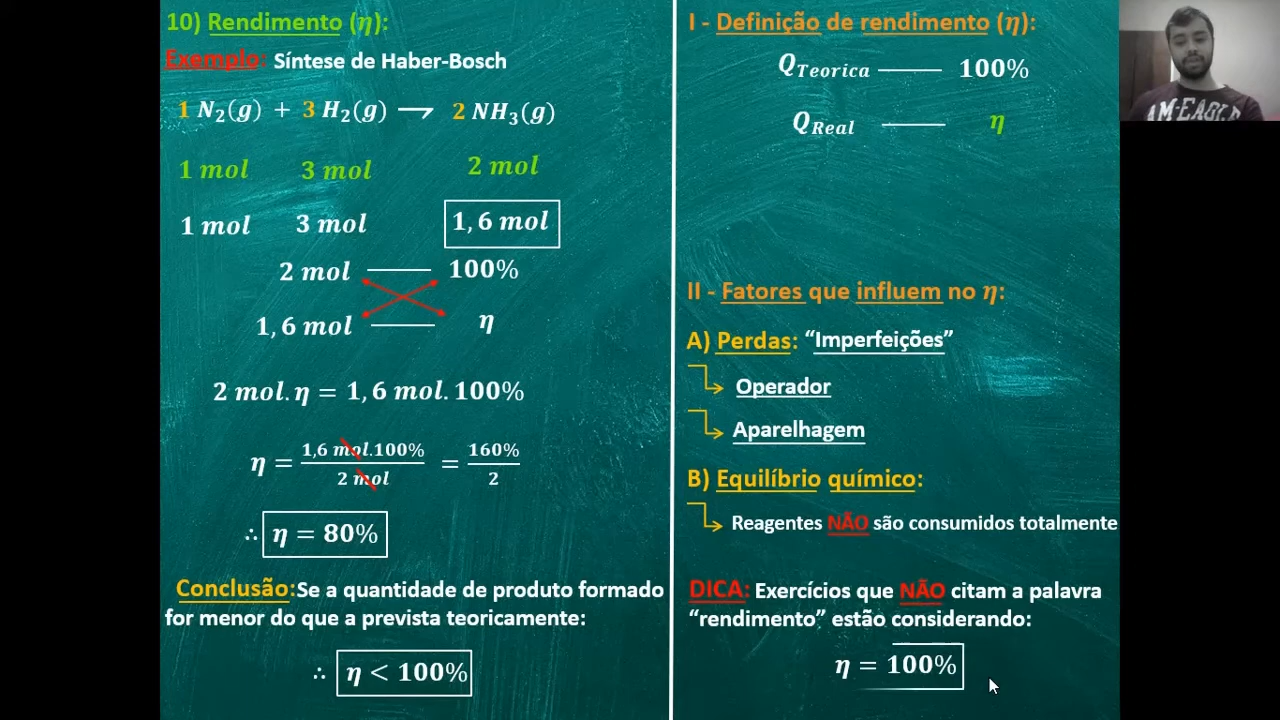 10) Rendimento (η):
Exemplo: Síntese de Haber-Bosch
1 N₂(g) + 3 H₂(g) ⇀ 2 NH₃(g)
1 mol 3 mol 2 mol
1 mol 3 mol 1,6 mol
2 mol — 100%
1,6 mol — η
2 mol.η = 1,6 mol.100%
η = 1,6 mol.100% / 2 mol = 160% / 2
∴ η = 80%
Conclusão: Se a quantidade de produto formado
for menor do que a prevista teoricamente:
∴ η < 100%
I - Definição de rendimento (η):
Q_Teorica — 100%
Q_Real — η
II - Fatores que influem no η:
A) Perdas: “Imperfeições”
Operador
Aparelhagem
B) Equilíbrio químico:
Reagentes NÃO são consumidos totalmente
DICA: Exercícios que NÃO citam a palavra
“rendimento” estão considerando:
η = 100%
AM-EAGLE